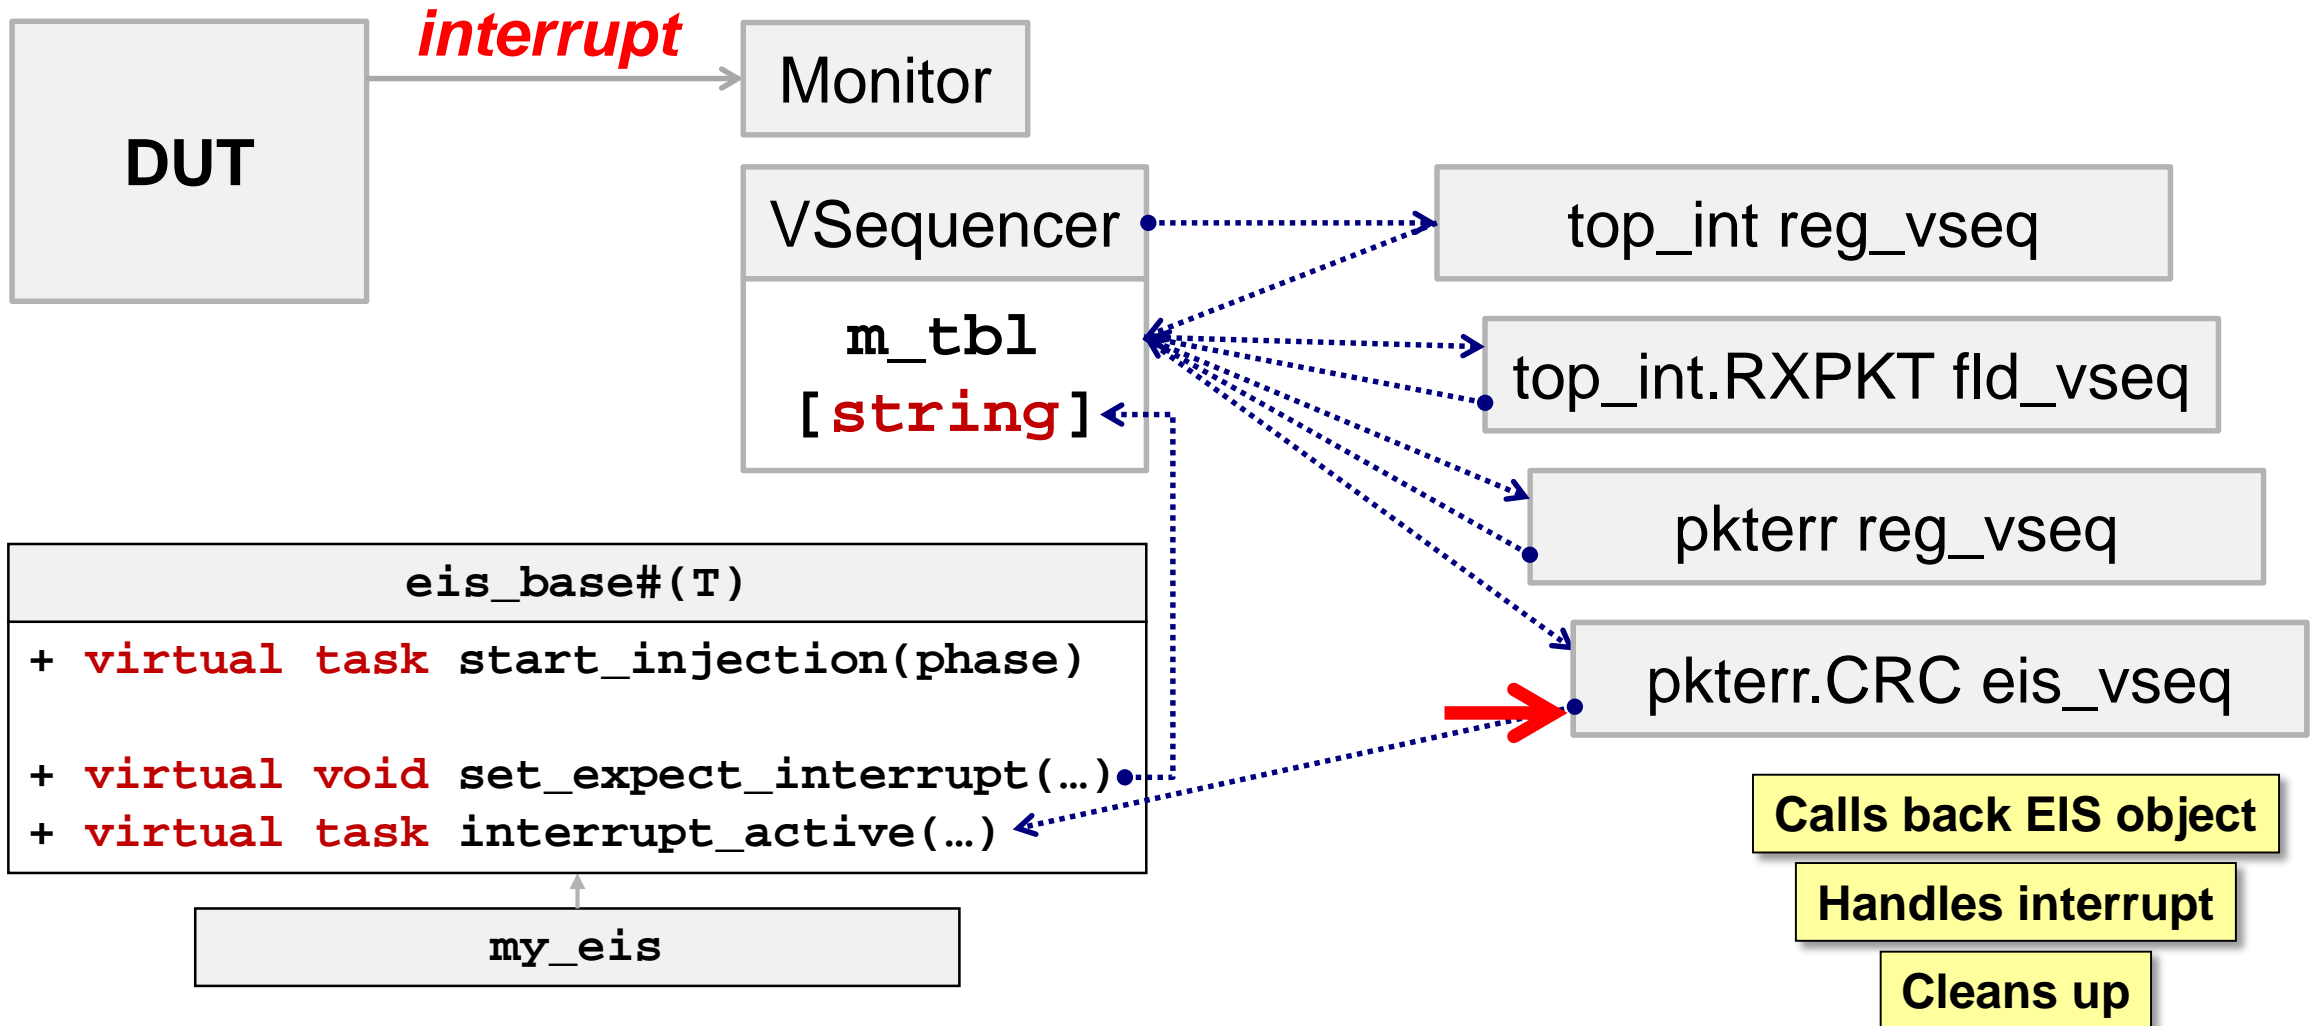 interrupt
DUT
Monitor
VSequencer
m_tbl
[string]
top_int reg_vseq
top_int.RXPKT fld_vseq
pkterr reg_vseq
pkterr.CRC eis_vseq
eis_base#(T)
+ virtual task start_injection(phase)
+ virtual void set_expect_interrupt(…)
+ virtual task interrupt_active(…)
my_eis
Calls back EIS object
Handles interrupt
Cleans up